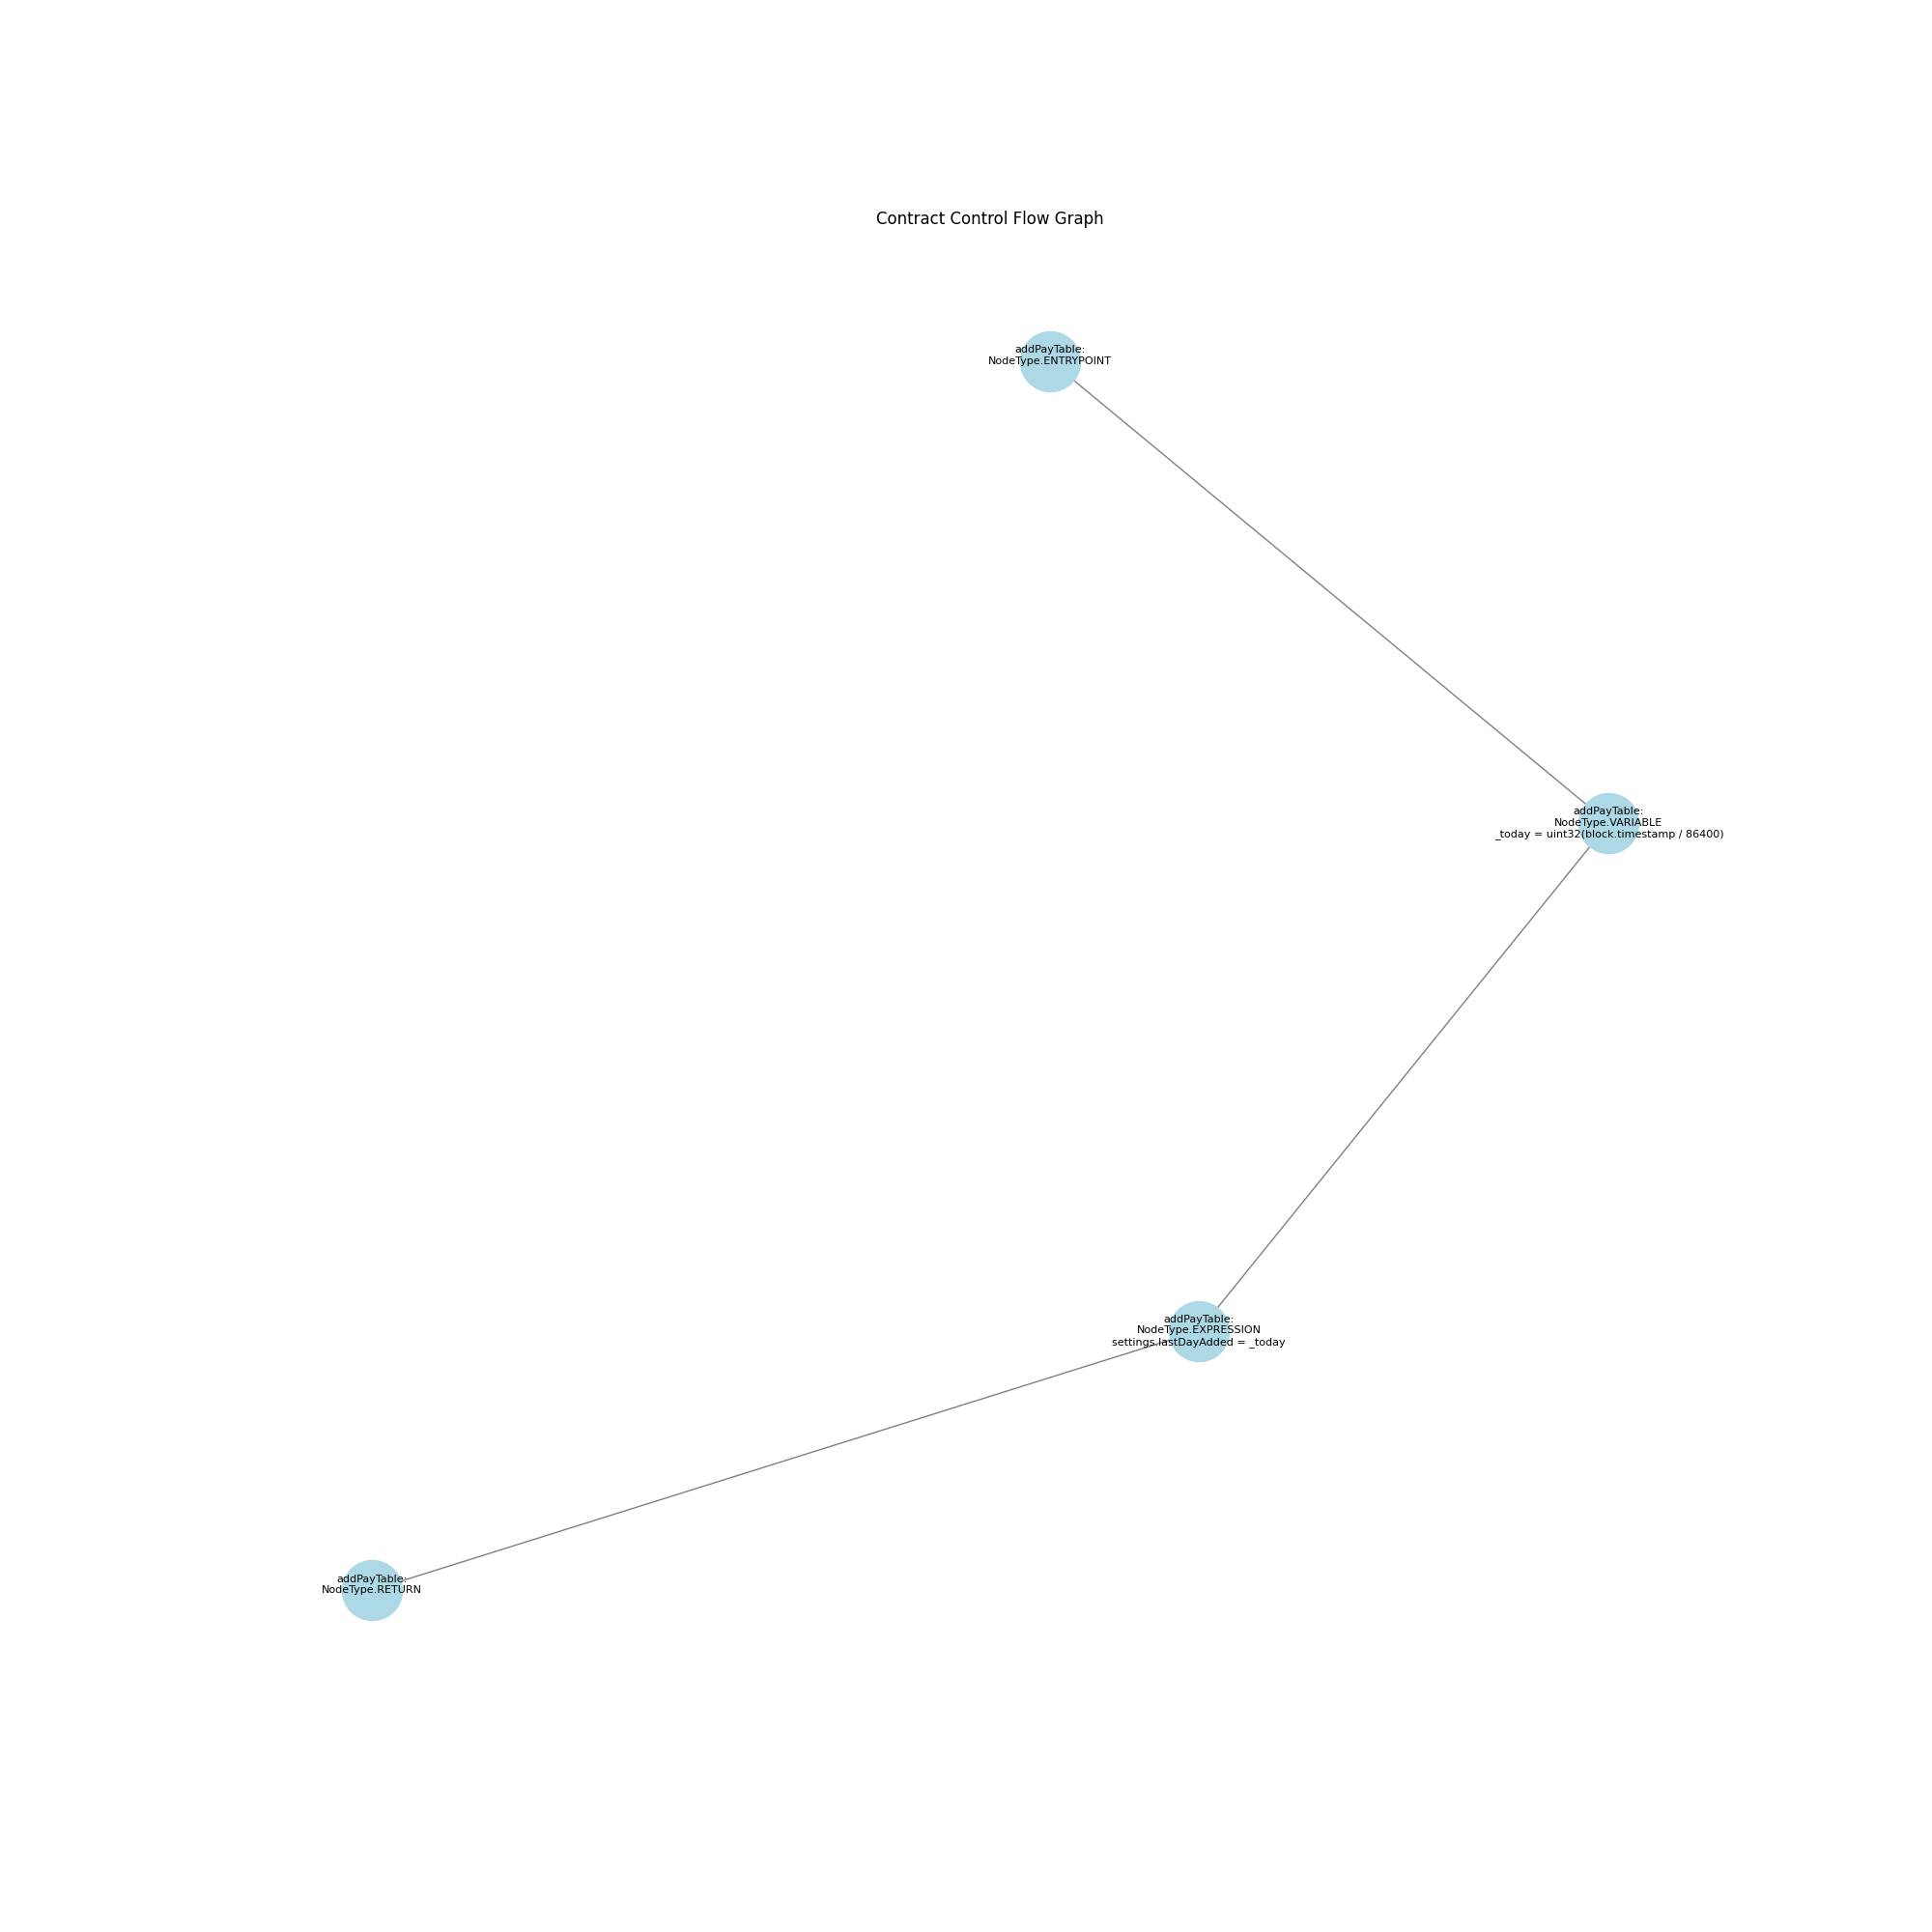 Contract Control Flow Graph
addPayTable:
NodeType.ENTRYPOINT
addPayTable:
NodeType.VARIABLE
_today = uint32(block.timestamp / 86400)
addPayTable:
NodeType.EXPRESSION
settings.lastDayAdded = _today
addPayTable:
NodeType.RETURN